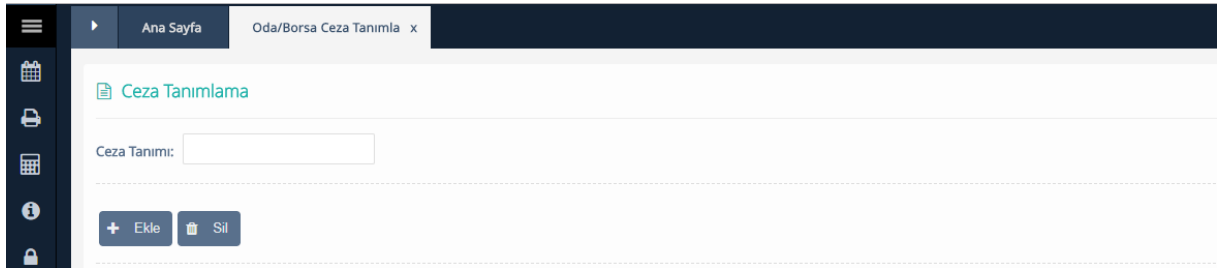 Ana Sayfa
Oda/Borsa Ceza Tanımla x
Ceza Tanımlama
Ceza Tanımı:
+ Ekle
Sil